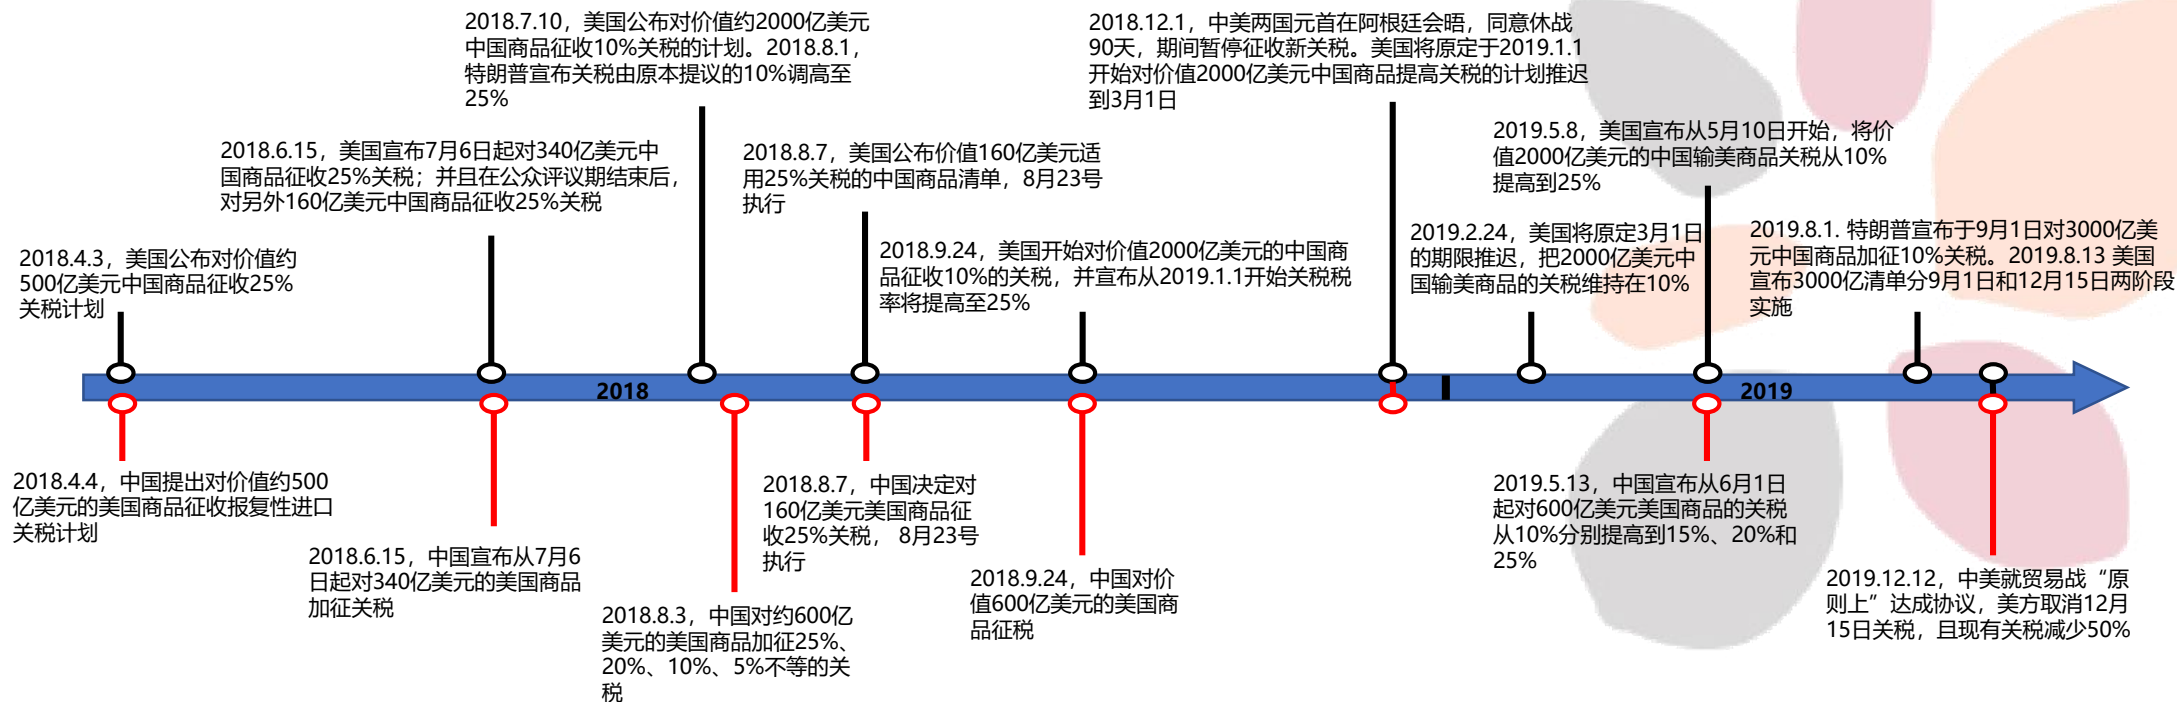 2018.7.10，美国公布对价值约2000亿美元
中国商品征收10%关税的计划。2018.8.1，
特朗普宣布关税由原本提议的10%调高至
25%
2018.12.1，中美两国元首在阿根廷会晤，同意休战
90天，期间暂停征收新关税。美国将原定于2019.1.1
开始对价值2000亿美元中国商品提高关税的计划推迟
到3月1日
2018.6.15，美国宣布7月6日起对340亿美元中
国商品征收25%关税；并且在公众评议期结束后，
对另外160亿美元中国商品征收25%关税
2018.8.7，美国公布价值160亿美元适
用25%关税的中国商品清单，8月23号
执行
2019.5.8，美国宣布从5月10日开始，将价
值2000亿美元的中国输美商品关税从10%
提高到25%
2018.4.3，美国公布对价值约
500亿美元中国商品征收25%
关税计划
2018.9.24，美国开始对价值2000亿美元的中国商
品征收10%的关税，并宣布从2019.1.1开始关税税
率将提高至25%
2019.2.24，美国将原定3月1日
的期限推迟，把2000亿美元中
国输美商品的关税维持在10%
2019.8.1. 特朗普宣布于9月1日对3000亿美
元中国商品加征10%关税。2019.8.13 美国
宣布3000亿清单分9月1日和12月15日两阶段
实施
2018
2019
2018.4.4，中国提出对价值约500
亿美元的美国商品征收报复性进口
关税计划
2018.6.15，中国宣布从7月6
日起对340亿美元的美国商品
加征关税
2018.8.3，中国对约600亿
美元的美国商品加征25%、
20%、10%、5%不等的关
税
2018.8.7，中国决定对
160亿美元美国商品征
收25%关税， 8月23号
执行
2018.9.24，中国对价
值600亿美元的美国商
品征税
2019.5.13，中国宣布从6月1日
起对600亿美元美国商品的关税
从10%分别提高到15%、20%和
25%
2019.12.12，中美就贸易战“原
则上”达成协议，美方取消12月
15日关税，且现有关税减少50%